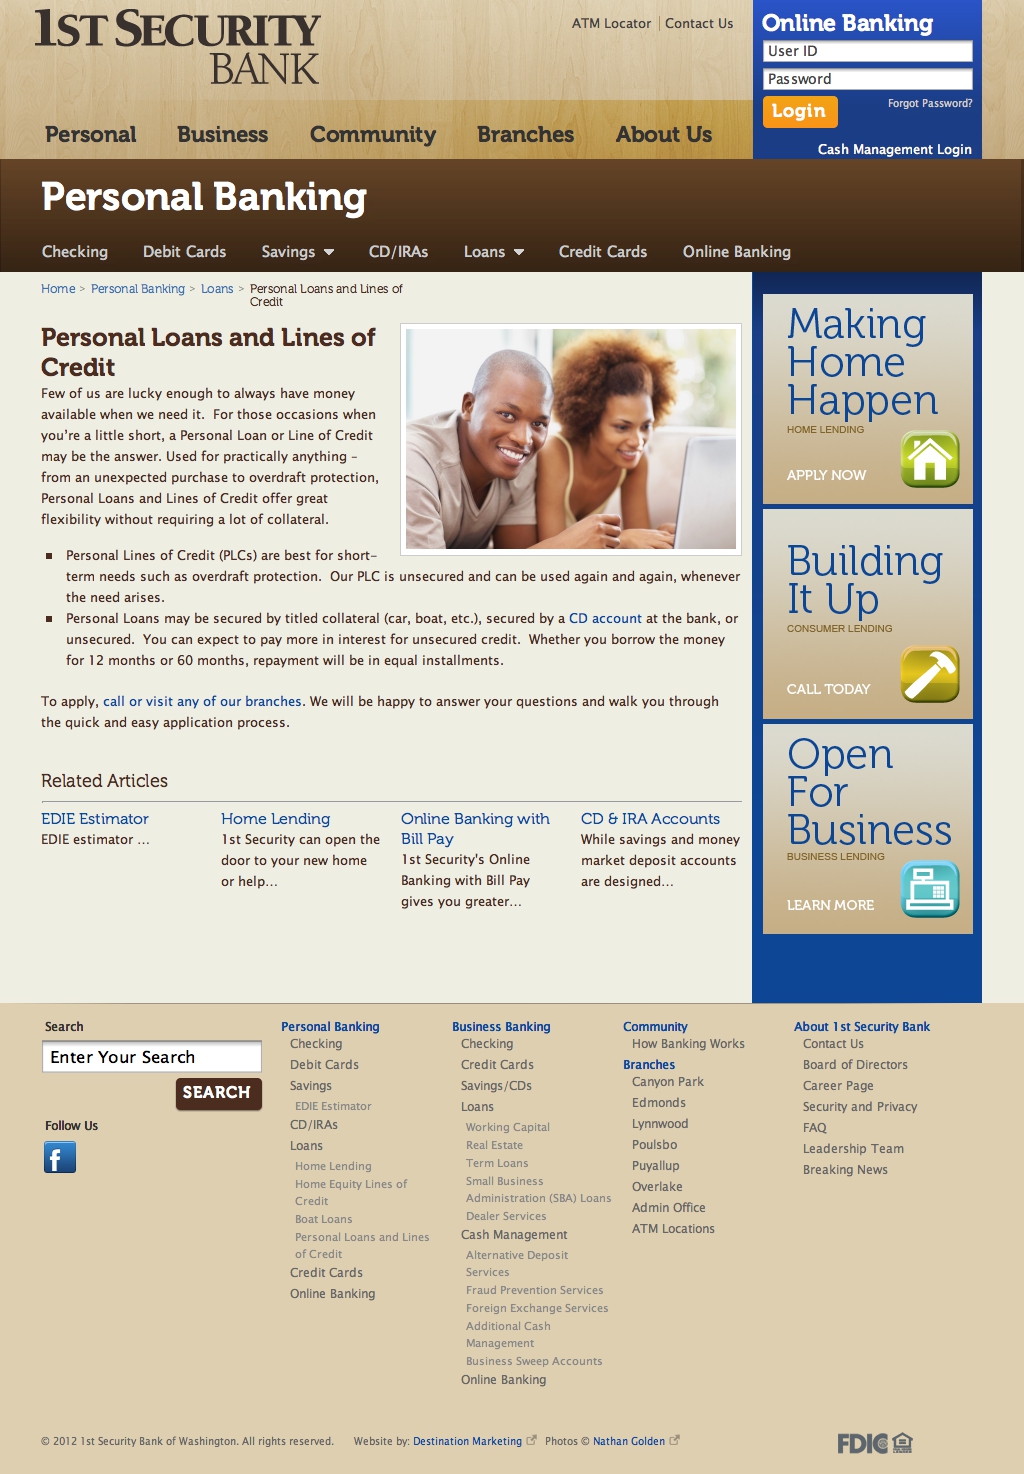 1ST SECURITY
BANK
ATM Locator
Contact Us
Online Banking
User ID
Password
Login
Forgot Password?
Cash Management Login
Personal
Business
Community
Branches
About Us
Personal Banking
Checking
Debit Cards
Savings
CD/IRAs
Loans
Credit Cards
Online Banking
Home > Personal Banking > Loans > Personal Loans and Lines of
Credit
Personal Loans and Lines of
Credit
Few of us are lucky enough to always have money
available when we need it.  For those occasions when
you're a little short, a Personal Loan or Line of Credit
may be the answer. Used for practically anything –
from an unexpected purchase to overdraft protection,
Personal Loans and Lines of Credit offer great
flexibility without requiring a lot of collateral.
Personal Lines of Credit (PLCs) are best for short-
term needs such as overdraft protection.  Our PLC is unsecured and can be used again and again, whenever
the need arises.
Personal Loans may be secured by titled collateral (car, boat, etc.), secured by a CD account at the bank, or
unsecured.  You can expect to pay more in interest for unsecured credit.  Whether you borrow the money
for 12 months or 60 months, repayment will be in equal installments.
To apply, call or visit any of our branches. We will be happy to answer your questions and walk you through
the quick and easy application process.
Related Articles
EDIE Estimator
EDIE estimator ...
Home Lending
1st Security can open the
door to your new home
or help...
Online Banking with
Bill Pay
1st Security's Online
Banking with Bill Pay
gives you greater...
CD & IRA Accounts
While savings and money
market deposit accounts
are designed...
Making
Home
Happen
HOME LENDING
APPLY NOW
Building
It Up
CONSUMER LENDING
CALL TODAY
Open
For
Business
BUSINESS LENDING
LEARN MORE
Search
Enter Your Search
SEARCH
Follow Us
f
Personal Banking
Checking
Debit Cards
Savings
EDIE Estimator
CD/IRAs
Loans
Home Lending
Home Equity Lines of
Credit
Boat Loans
Personal Loans and Lines
of Credit
Credit Cards
Online Banking
Business Banking
Checking
Credit Cards
Savings/CDs
Loans
Working Capital
Real Estate
Term Loans
Small Business
Administration (SBA) Loans
Dealer Services
Cash Management
Alternative Deposit
Services
Fraud Prevention Services
Foreign Exchange Services
Additional Cash
Management
Business Sweep Accounts
Online Banking
Community
How Banking Works
Branches
Canyon Park
Edmonds
Lynnwood
Poulsbo
Puyallup
Overlake
Admin Office
ATM Locations
About 1st Security Bank
Contact Us
Board of Directors
Career Page
Security and Privacy
FAQ
Leadership Team
Breaking News
© 2012 1st Security Bank of Washington. All rights reserved.
Website by: Destination Marketing
Photos © Nathan Golden
FDIC